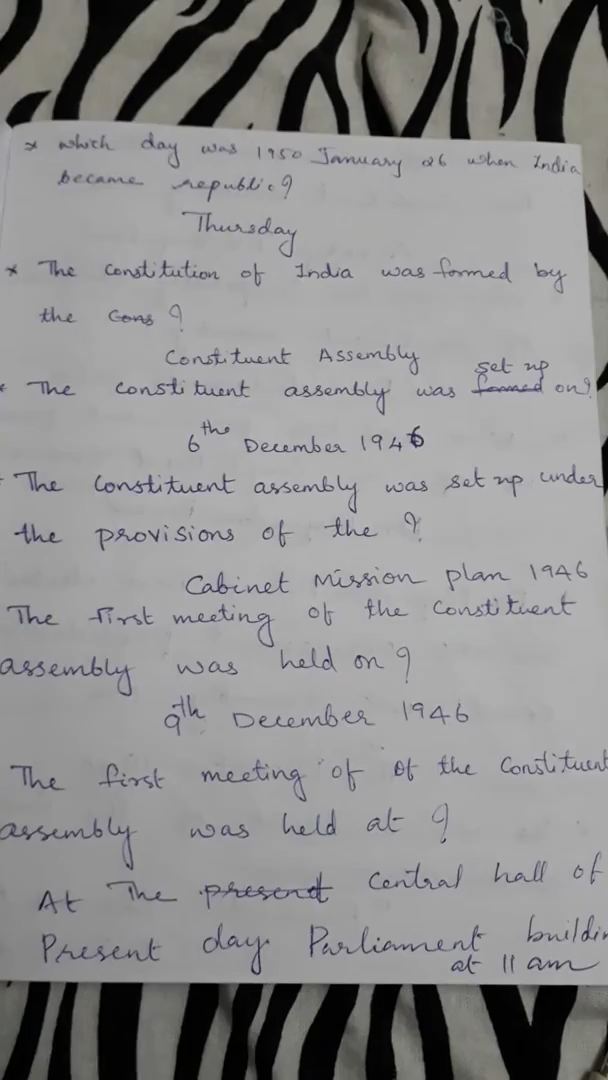 * which day was 1950 January 26 when India
became republic?
Thursday
* The constitution of India was formed by
the Cons ?
Constituent Assembly
* The constituent assembly was formed set up on?
6th December 1946
- The Constituent assembly was set up under
the provisions of the ?
Cabinet Mission plan 1946
The first meeting of the Constituent
assembly was held on ?
9th December 1946
The first meeting of of the Constituent
assembly was held at ?
At The present Central hall of
Present day Parliament buildin
at 11 am